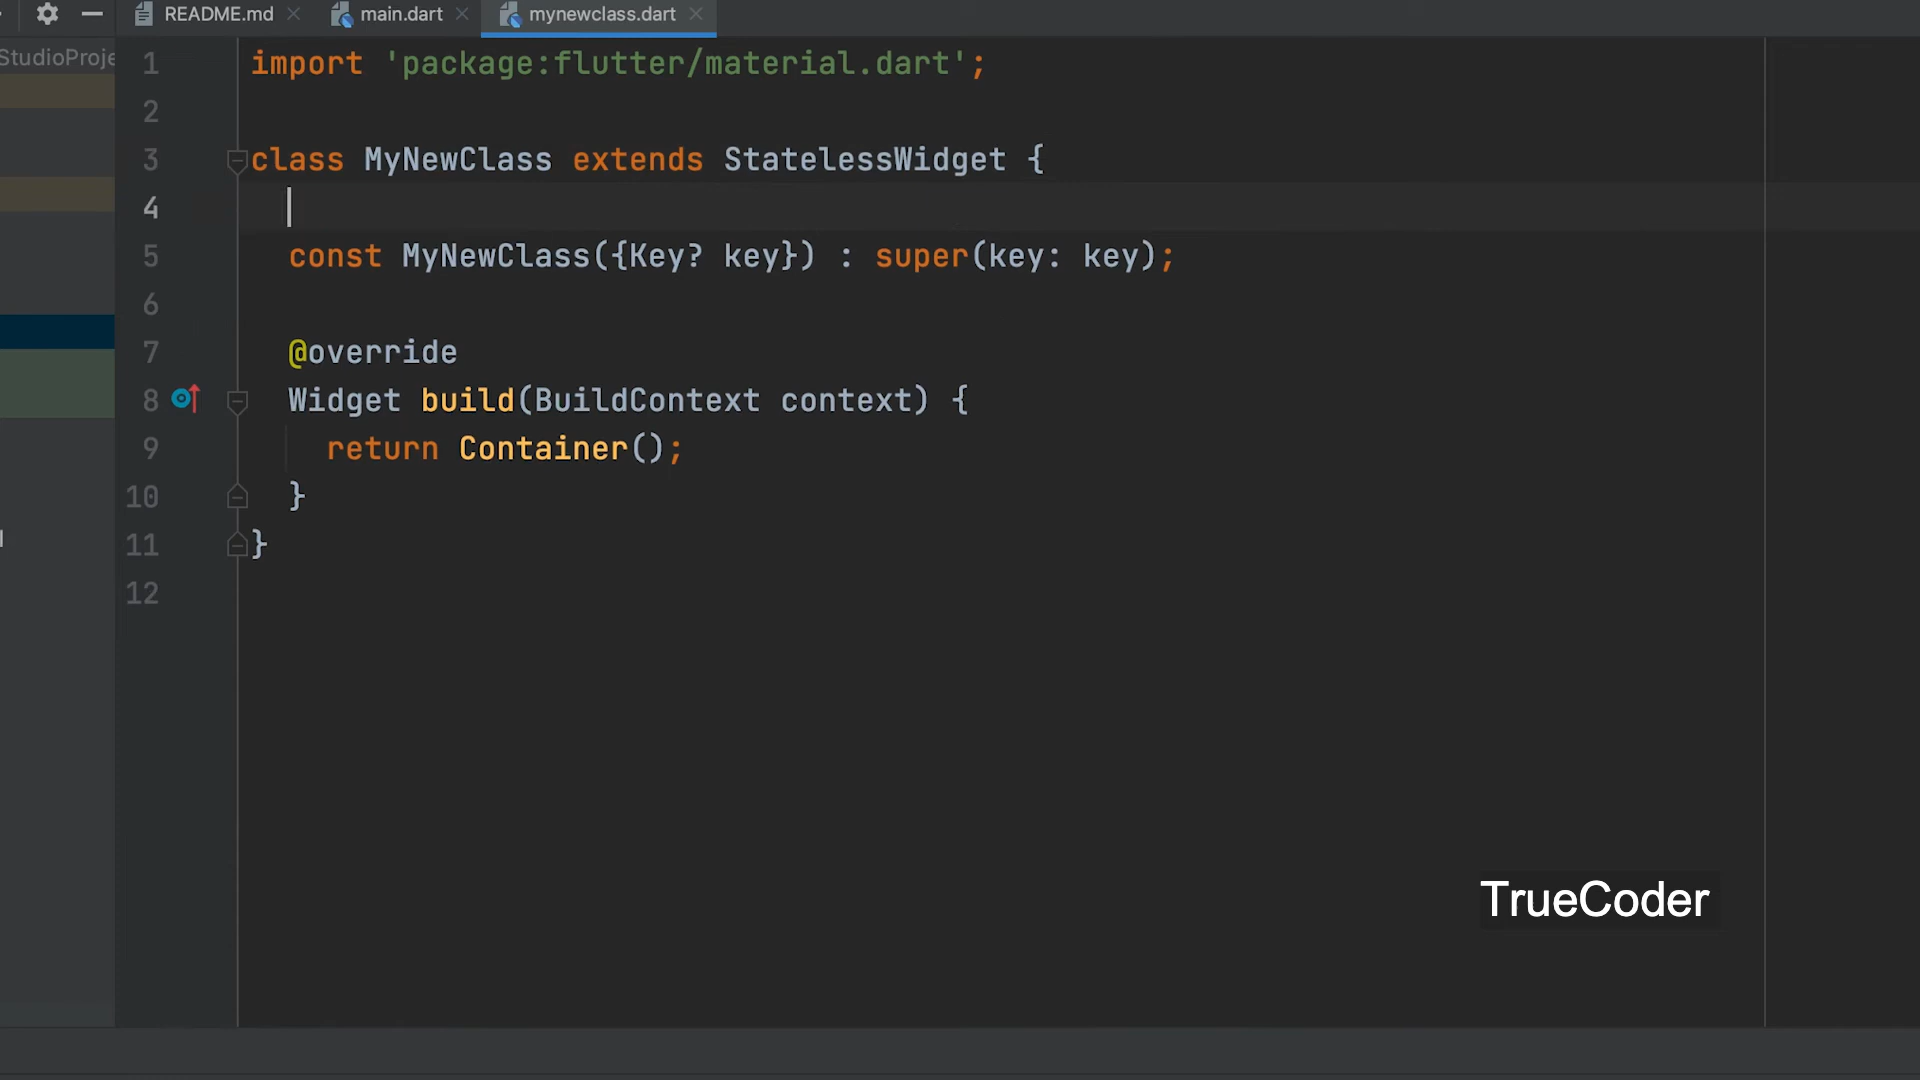 README.md main.dart mynewclass.dart
StudioProje
1 import 'package:flutter/material.dart';
2
3 class MyNewClass extends StatelessWidget {
4
5 const MyNewClass({Key? key}) : super(key: key);
6
7 @override
8 Widget build(BuildContext context) {
9 return Container();
10 }
11 }
12
TrueCoder